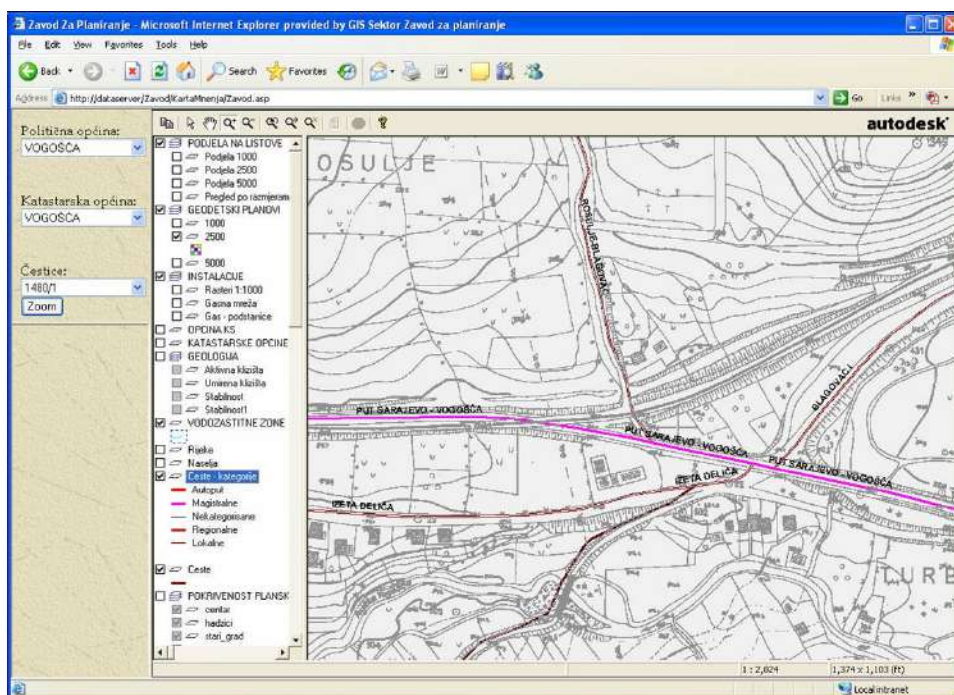 Zavod Za Planiranje - Microsoft Internet Explorer provided by GIS Sektor Zavod za planiranje
File Edit View Favorites Tools Help
Back Search Favorites
Address http://dataserver/Zavod/KartaMnenja/Zavod.asp Go Links
autodesk
Politična općina:
VOGOŠĆA
Katastarska općina:
VOGOŠĆA
Čestice:
1480/1
Zoom
PODJELA NA LISTOVE
Podjela 1000
Podjela 2500
Podjela 5000
Pregled po razmjeram
GEODETSKI PLANOVI
1000
2500
5000
INSTALACIJE
Rasteri 1:1000
Gasna mreža
Gas - podstanice
OPCINA KS
KATASTARSKE OPCINE
GEOLOGIJA
Aktivna klizišta
Umirena klizišta
Stabilnost
Stabilnost1
VODOZASTITNE ZONE
Rijeke
Naselja
Ceste - kategorije
Autoput
Magistralne
Nekategorisane
Regionalne
Lokalne
Ceste
POKRIVENOST PLANSK
centar
hadzici
stari_grad
OSULJE
ROSULJE-BLAGOVAC
BLAGOVAC I.
PUT SARAJEVO - VOGOŠĆA
PUT SARAJEVO - VOGOŠĆA
PUT SARAJEVO - VOGOŠĆA
IZETA DELIĆA
IZETA DELIĆA
TURB
1 : 2,824 1,374 x 1,103 (ft)
Local intranet